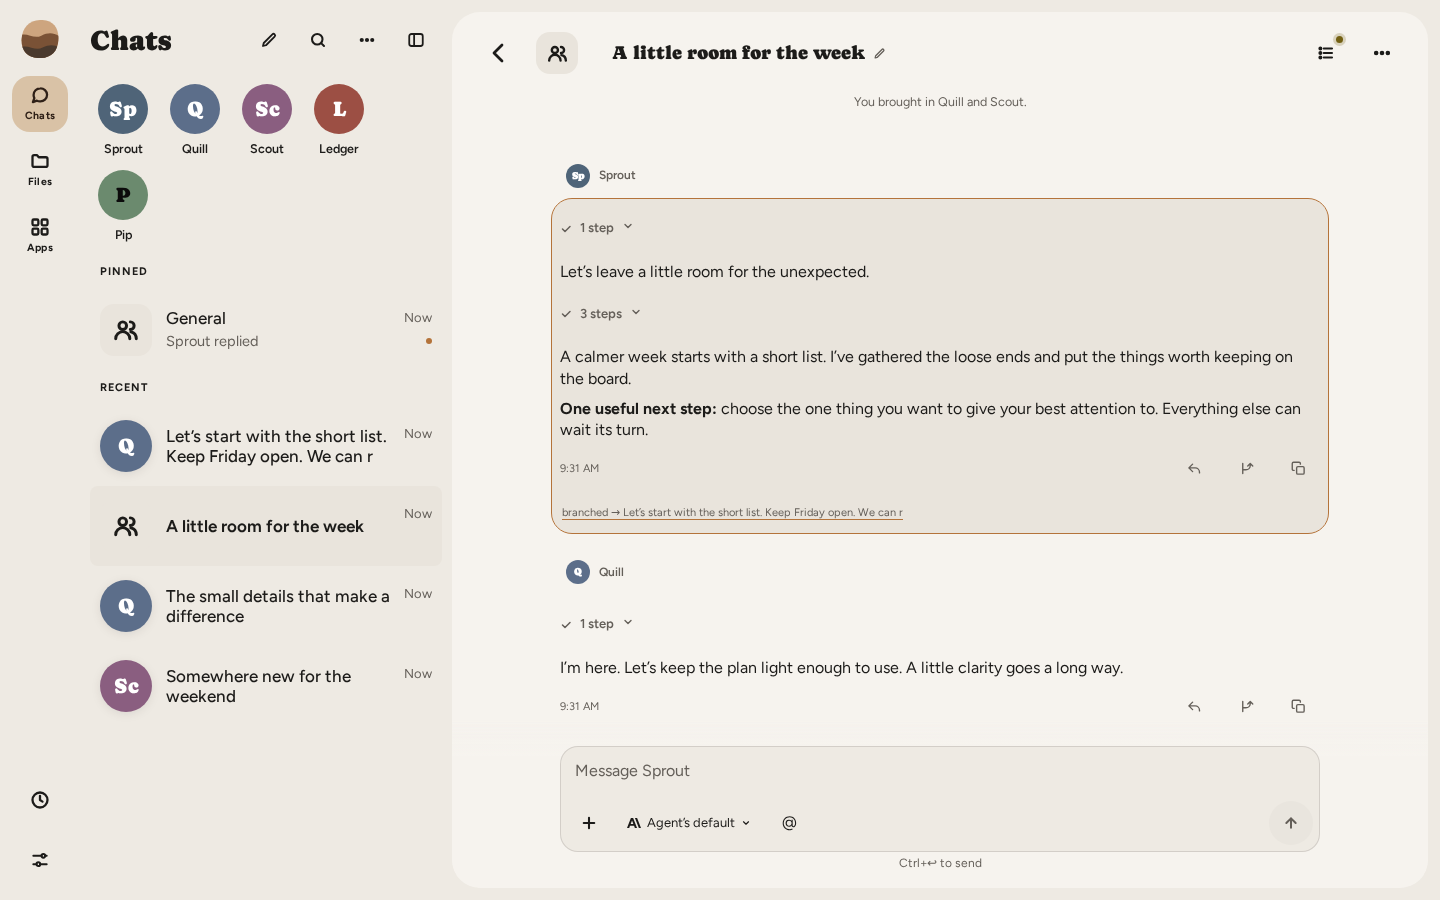 Chats
Chats
Files
Apps
Sp
Sprout
Q
Quill
Sc
Scout
L
Ledger
P
Pip
PINNED
General
Now
Sprout replied
RECENT
Q
Let's start with the short list.
Keep Friday open. We can r
Now
A little room for the week
Now
Q
The small details that make a
difference
Now
Sc
Somewhere new for the
weekend
Now
A little room for the week
You brought in Quill and Scout.
Sp
Sprout
1 step
Let's leave a little room for the unexpected.
3 steps
A calmer week starts with a short list. I've gathered the loose ends and put the things worth keeping on
the board.
One useful next step: choose the one thing you want to give your best attention to. Everything else can
wait its turn.
9:31 AM
branched → Let's start with the short list. Keep Friday open. We can r
Q
Quill
1 step
I'm here. Let's keep the plan light enough to use. A little clarity goes a long way.
9:31 AM
Message Sprout
Agent's default
@
Ctrl+↩ to send